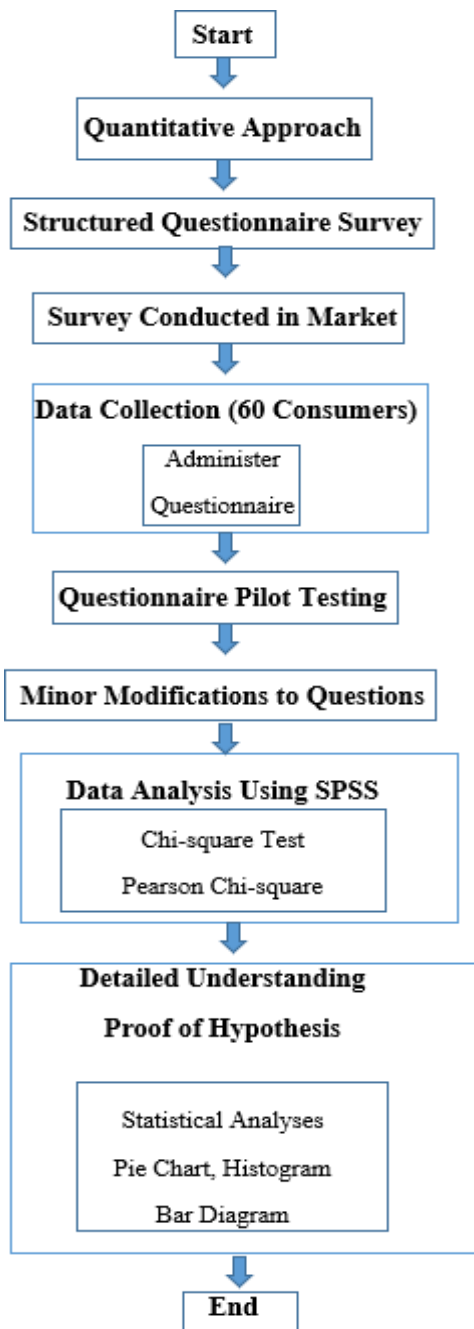 Start
Quantitative Approach
Structured Questionnaire Survey
Survey Conducted in Market
Data Collection (60 Consumers)
Administer
Questionnaire
Questionnaire Pilot Testing
Minor Modifications to Questions
Data Analysis Using SPSS
Chi-square Test
Pearson Chi-square
Detailed Understanding
Proof of Hypothesis
Statistical Analyses
Pie Chart, Histogram
Bar Diagram
End